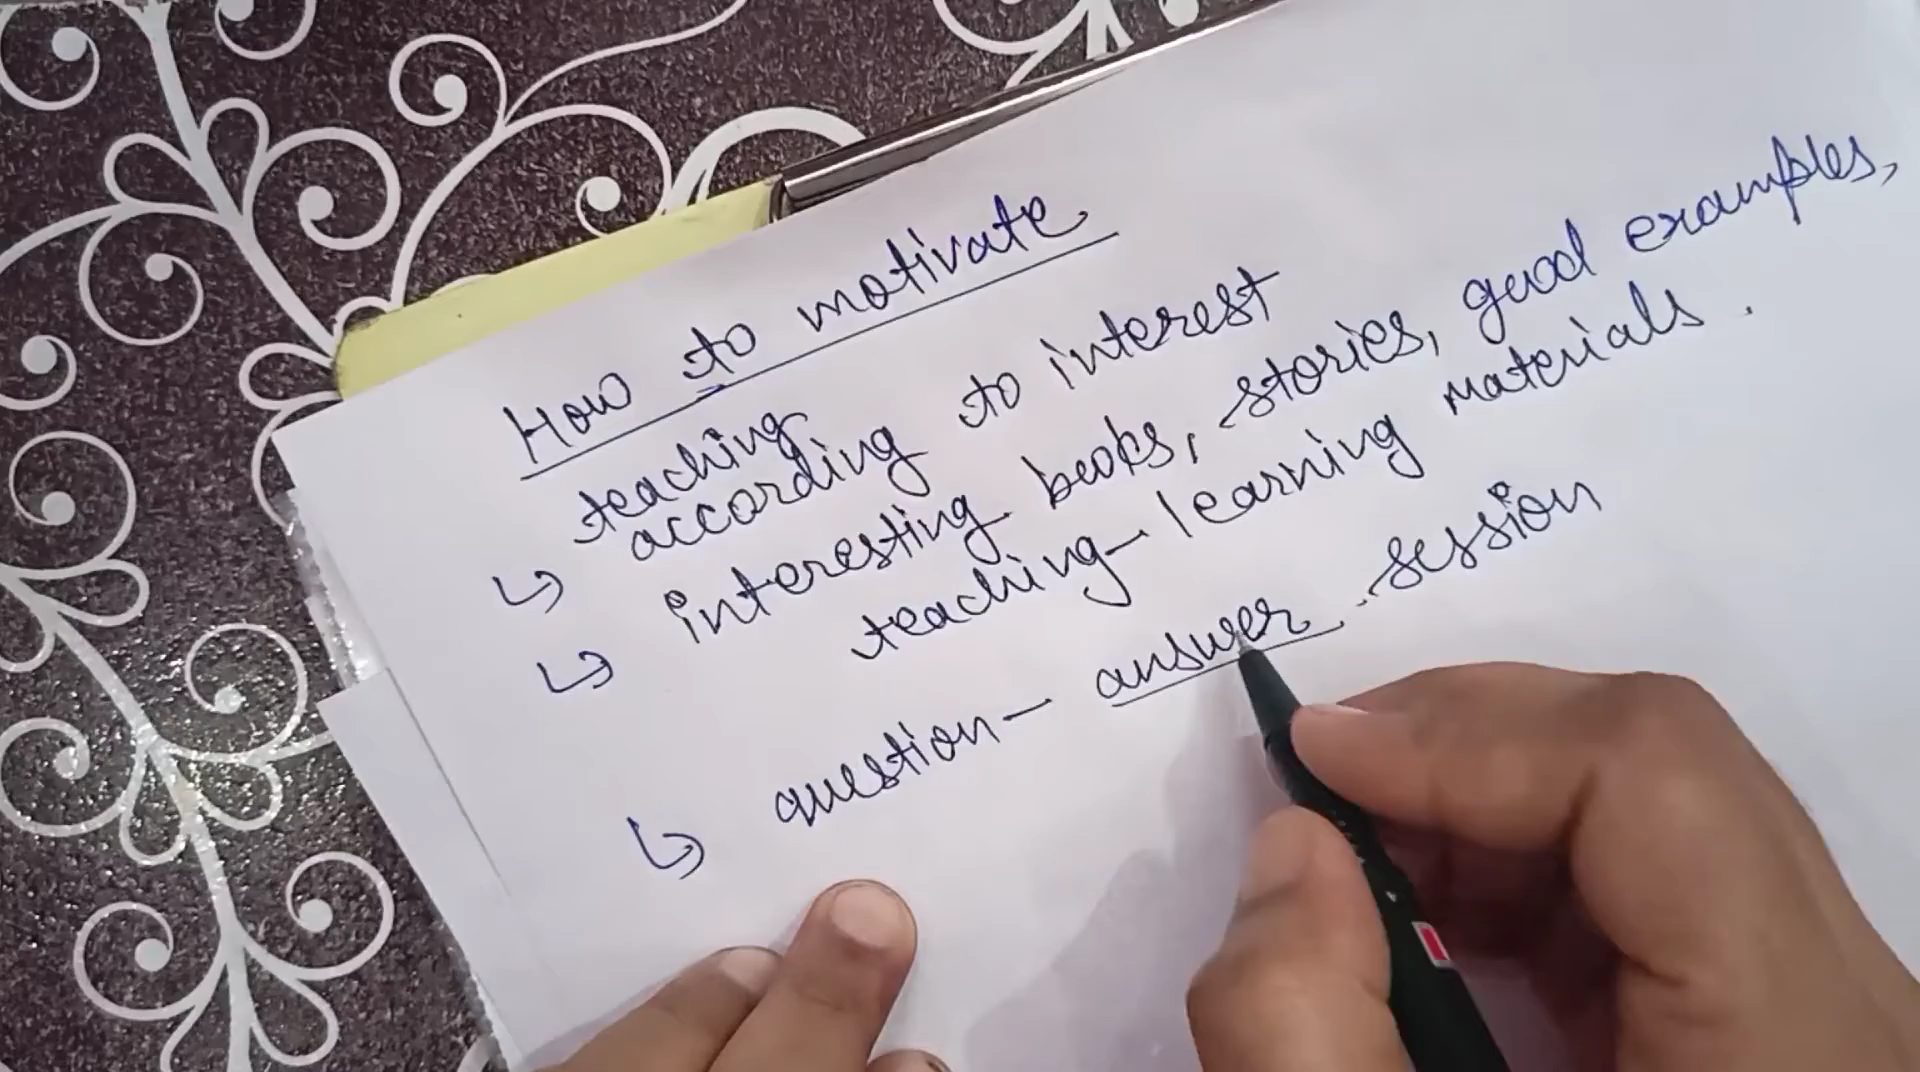 How to motivate
teaching
↳ according to interest
↳ interesting books, stories, good examples,
teaching-learning materials.
↳ question-answer session